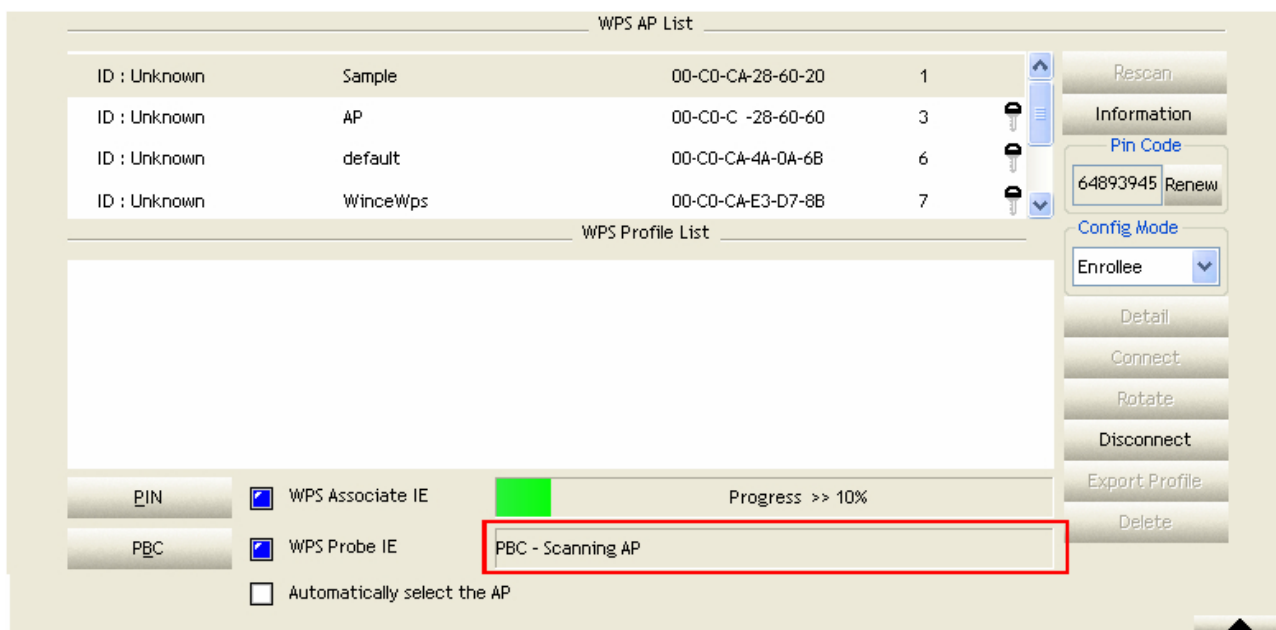 WPS AP List
ID : Unknown Sample 00-C0-CA-28-60-20 1
ID : Unknown AP 00-C0-C -28-60-60 3
ID : Unknown default 00-C0-CA-4A-0A-6B 6
ID : Unknown WinceWps 00-C0-CA-E3-D7-8B 7
Rescan
Information
Pin Code
64893945 Renew
WPS Profile List
Config Mode
Enrollee
Detail
Connect
Rotate
Disconnect
Export Profile
Delete
PIN WPS Associate IE Progress >> 10%
PBC WPS Probe IE PBC - Scanning AP
Automatically select the AP